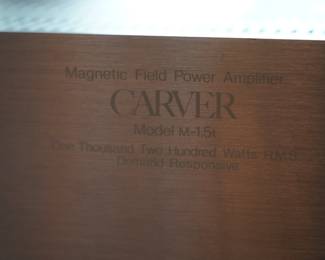 Magnetic Field Power Amplifier
CARVER
Model M-1.5t
One Thousand Two Hundred Watts R.M.S.
Demand Responsive